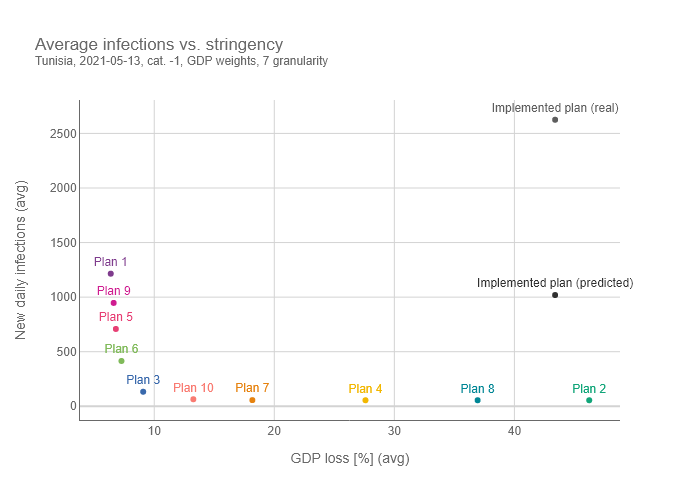 Average infections vs. stringency
Tunisia, 2021-05-13, cat. -1, GDP weights, 7 granularity
Implemented plan (real)
2500
2000
1500
Implemented plan (predicted)
Plan 1
1000
Plan 9
Plan 5
500
Plan 6
Plan 3
Plan 10
Plan 7
Plan 4
Plan 8
Plan 2
0
10
20
30
40
GDP loss [%] (avg)
New daily infections (avg)